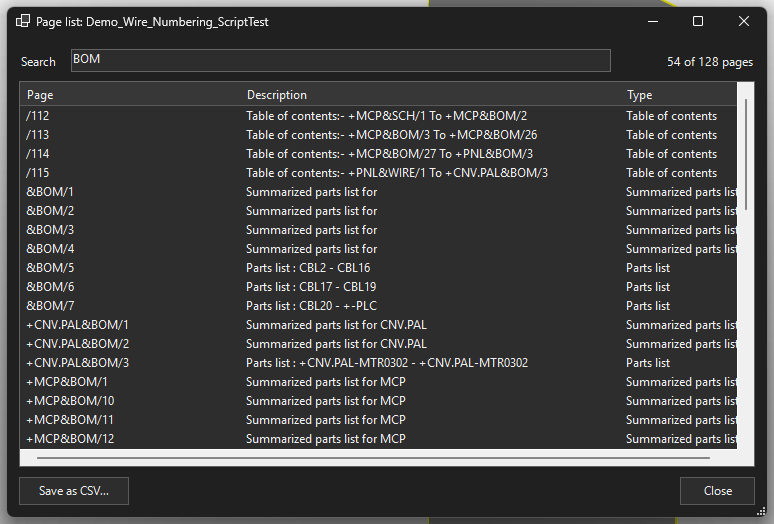 Page list: Demo_Wire_Numbering_ScriptTest
Search BOM 54 of 128 pages
Page Description Type
/112 Table of contents:- +MCP&SCH/1 To +MCP&BOM/2 Table of contents
/113 Table of contents:- +MCP&BOM/3 To +MCP&BOM/26 Table of contents
/114 Table of contents:- +MCP&BOM/27 To +PNL&BOM/3 Table of contents
/115 Table of contents:- +PNL&WIRE/1 To +CNV.PAL&BOM/3 Table of contents
&BOM/1 Summarized parts list for Summarized parts list
&BOM/2 Summarized parts list for Summarized parts list
&BOM/3 Summarized parts list for Summarized parts list
&BOM/4 Summarized parts list for Summarized parts list
&BOM/5 Parts list : CBL2 - CBL16 Parts list
&BOM/6 Parts list : CBL17 - CBL19 Parts list
&BOM/7 Parts list : CBL20 - +-PLC Parts list
+CNV.PAL&BOM/1 Summarized parts list for CNV.PAL Summarized parts list
+CNV.PAL&BOM/2 Summarized parts list for CNV.PAL Summarized parts list
+CNV.PAL&BOM/3 Parts list : +CNV.PAL-MTR0302 - +CNV.PAL-MTR0302 Parts list
+MCP&BOM/1 Summarized parts list for MCP Summarized parts list
+MCP&BOM/10 Summarized parts list for MCP Summarized parts list
+MCP&BOM/11 Summarized parts list for MCP Summarized parts list
+MCP&BOM/12 Summarized parts list for MCP Summarized parts list
Save as CSV... Close